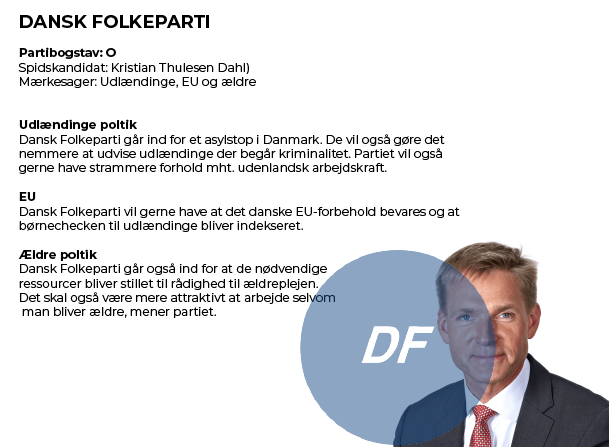 DANSK FOLKEPARTI
Partibogstav: O
Spidskandidat: Kristian Thulesen Dahl)
Mærkesager: Udlændinge, EU og ældre
Udlændinge poltik
Dansk Folkeparti går ind for et asylstop i Danmark. De vil også gøre det
nemmere at udvise udlændinge der begår kriminalitet. Partiet vil også
gerne have strammere forhold mht. udenlandsk arbejdskraft.
EU
Dansk Folkeparti vil gerne have at det danske EU-forbehold bevares og at
børnechecken til udlændinge bliver indekseret.
Ældre poltik
Dansk Folkeparti går også ind for at de nødvendige
ressourcer bliver stillet til rådighed til ældreplejen.
Det skal også være mere attraktivt at arbejde selvom
man bliver ældre, mener partiet.
DF